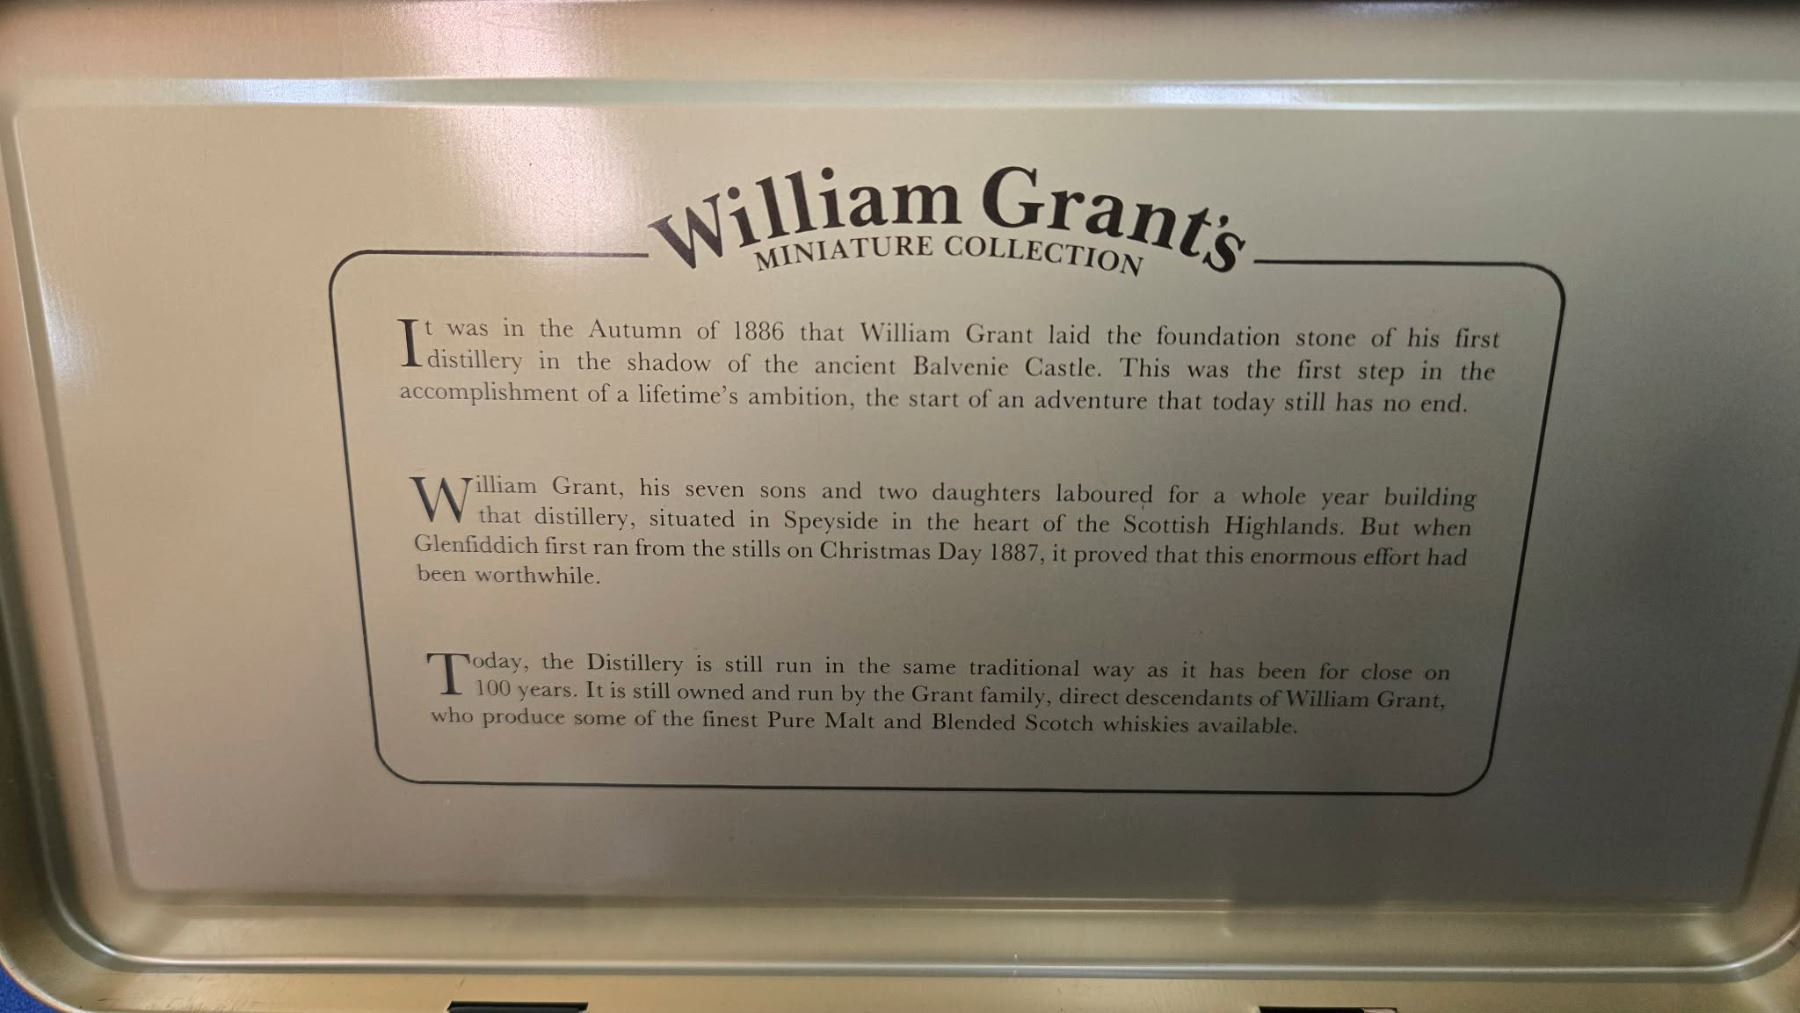 William Grant's
MINIATURE COLLECTION
It was in the Autumn of 1886 that William Grant laid the foundation stone of his first
distillery in the shadow of the ancient Balvenie Castle. This was the first step in the
accomplishment of a lifetime's ambition, the start of an adventure that today still has no end.
William Grant, his seven sons and two daughters laboured for a whole year building
that distillery, situated in Speyside in the heart of the Scottish Highlands. But when
Glenfiddich first ran from the stills on Christmas Day 1887, it proved that this enormous effort had
been worthwhile.
Today, the Distillery is still run in the same traditional way as it has been for close on
100 years. It is still owned and run by the Grant family, direct descendants of William Grant,
who produce some of the finest Pure Malt and Blended Scotch whiskies available.